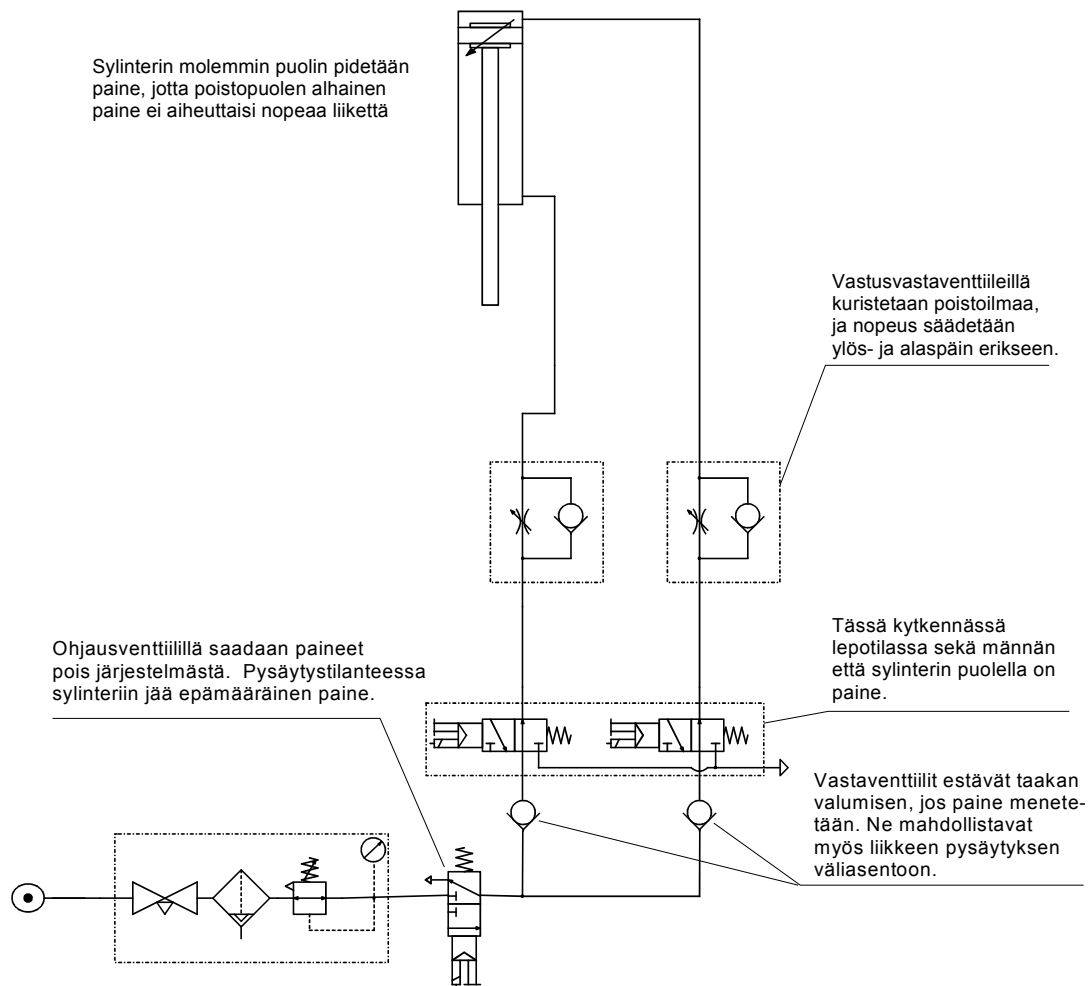 Sylinterin molemmin puolin pidetään
paine, jotta poistopuolen alhainen
paine ei aiheuttaisi nopeaa liikettä
Vastusvastaventtiileillä
kuristetaan poistoilmaa,
ja nopeus säädetään
ylös- ja alaspäin erikseen.
Ohjausventtiilillä saadaan paineet
pois järjestelmästä. Pysäytystilanteessa
sylinteriin jää epämääräinen paine.
Tässä kytkennässä
lepotilassa sekä männän
että sylinterin puolella on
paine.
Vastaventtiilit estävät taakan
valumisen, jos paine menete-
tään. Ne mahdollistavat
myös liikkeen pysäytyksen
väliasentoon.